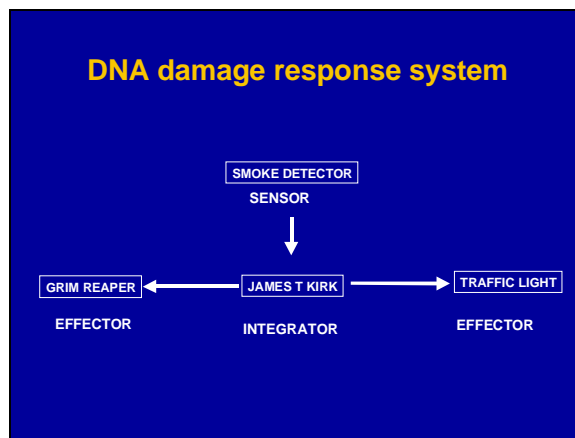 DNA damage response system
SMOKE DETECTOR
SENSOR
GRIM REAPER
JAMES T KIRK
TRAFFIC LIGHT
EFFECTOR
INTEGRATOR
EFFECTOR